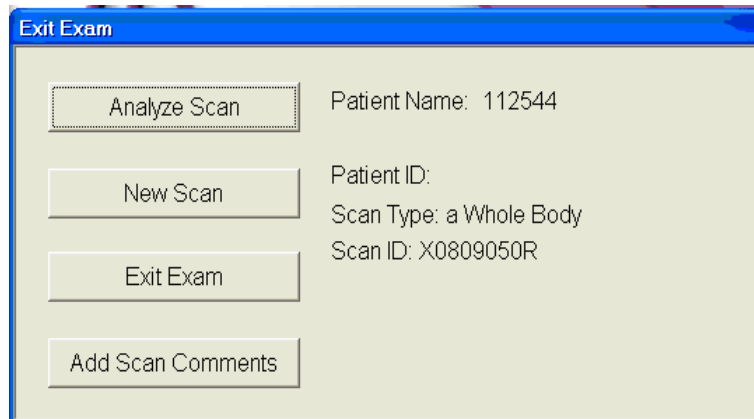 Exit Exam
Analyze Scan
Patient Name: 112544
New Scan
Patient ID:
Scan Type: a Whole Body
Scan ID: X0809050R
Exit Exam
Add Scan Comments